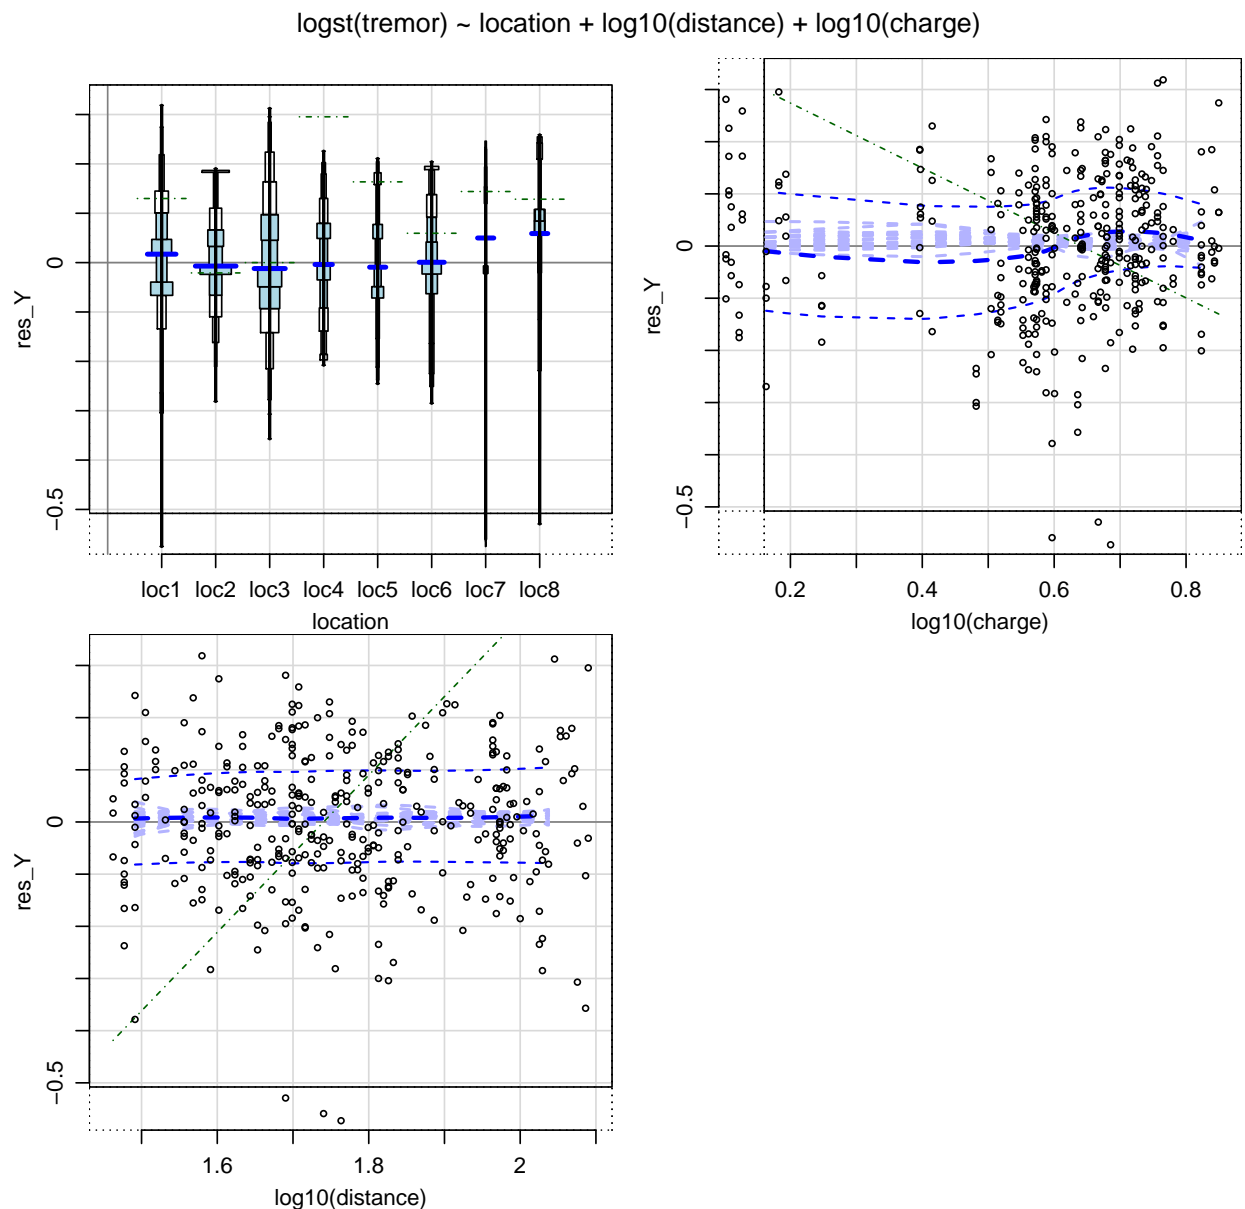 logst(tremor) ~ location + log10(distance) + log10(charge)
res_Y
0
−0.5
loc1 loc2 loc3 loc4 loc5 loc6 loc7 loc8
location
res_Y
0
−0.5
0.2 0.4 0.6 0.8
log10(charge)
res_Y
0
−0.5
1.6 1.8 2
log10(distance)